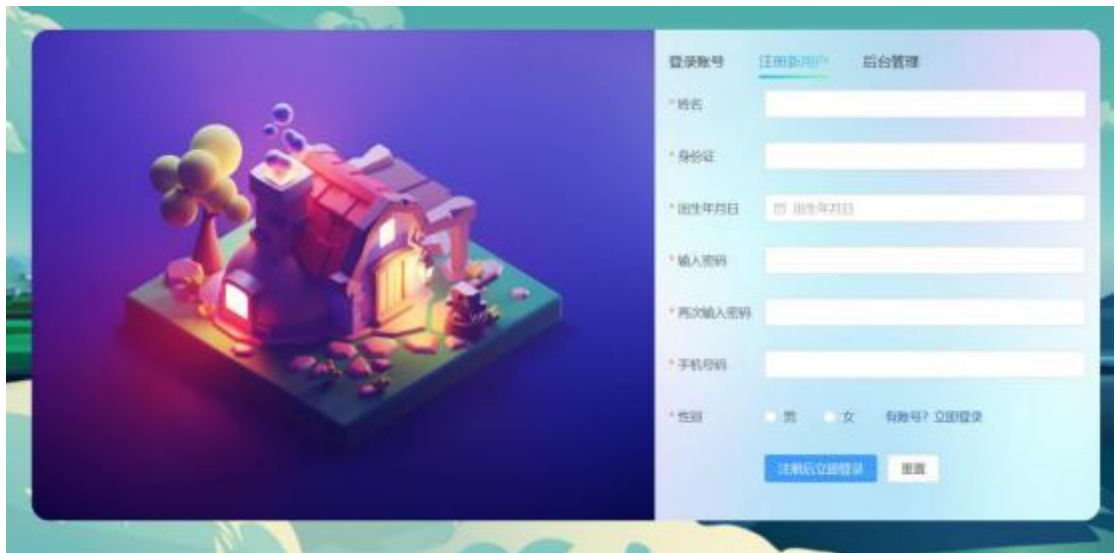 登录账号 注册新用户 后台管理
* 姓名
* 身份证
* 出生年月日 出生年月日
* 输入密码
* 再次输入密码
* 手机号码
* 性别 男 女 有账号? 立即登录
注册后立即登录 重置